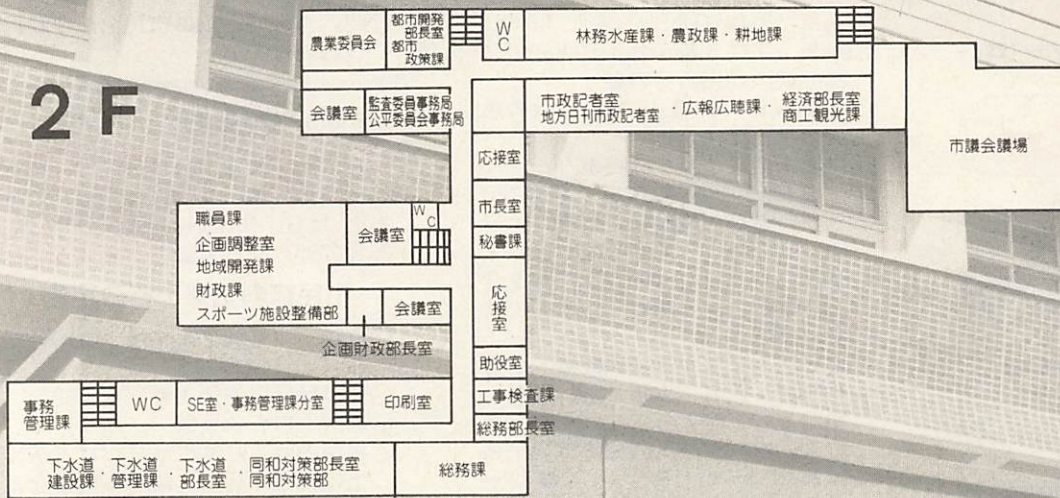 2 F
農業委員会
都市開発
部長室
都市
政策課
WC
林務水産課・農政課・耕地課
会議室
監査委員事務局
公平委員会事務局
市政記者室
地方日刊市政記者室・広報広聴課・経済部長室
商工観光課
市議会議場
応接室
市長室
秘書課
応接室
助役室
工事検査課
総務部長室
職員課
企画調整室
地域開発課
財政課
スポーツ施設整備部
会議室
WC
会議室
企画財政部長室
事務
管理課
WC
SE室・事務管理課分室
印刷室
下水道・下水道・下水道・同和対策部長室
建設課 管理課 部長室 同和対策部
総務課